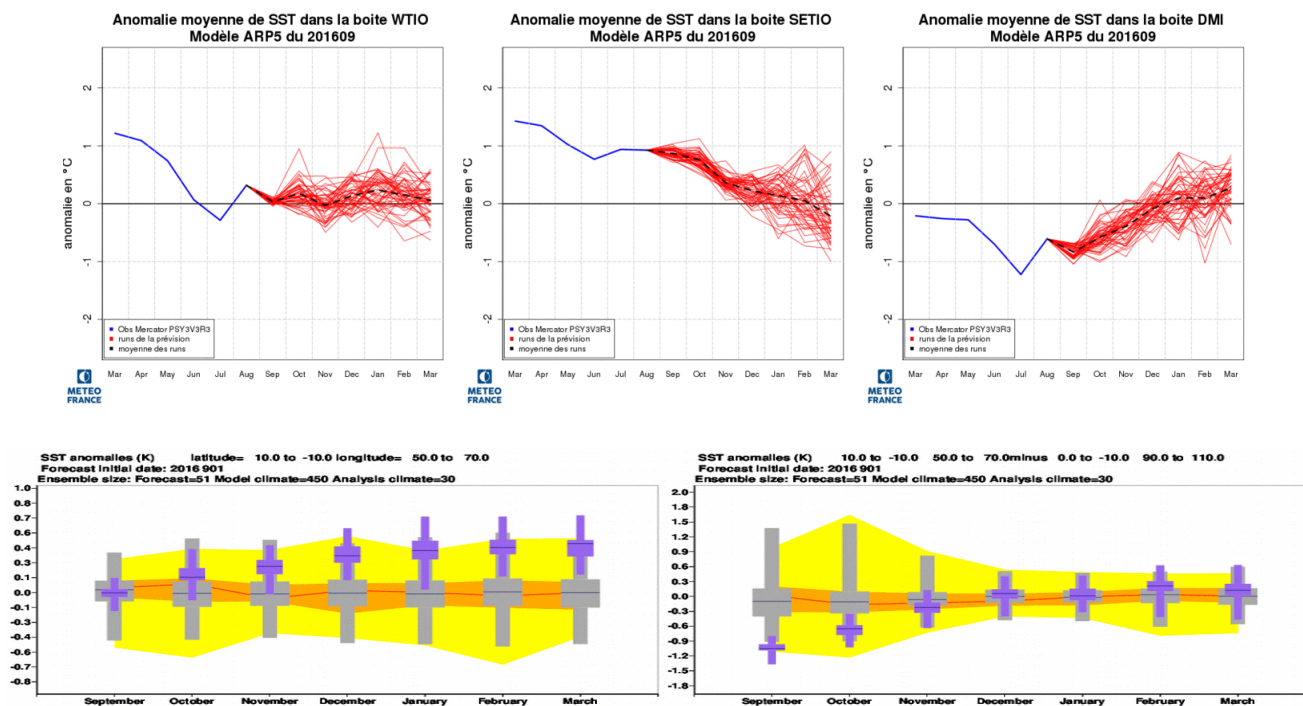 Anomalie moyenne de SST dans la boite WTIO
Modèle ARP5 du 201609
anomalie en °C
2
1
0
-1
-2
Obs Mercator PSY3V3R3
runs de la prévision
moyenne des runs
Mar Apr May Jun Jul Aug Sep Oct Nov Dec Jan Feb Mar
METEO
FRANCE
Anomalie moyenne de SST dans la boite SETIO
Modèle ARP5 du 201609
anomalie en °C
2
1
0
-1
-2
Obs Mercator PSY3V3R3
runs de la prévision
moyenne des runs
Mar Apr May Jun Jul Aug Sep Oct Nov Dec Jan Feb Mar
METEO
FRANCE
Anomalie moyenne de SST dans la boite DMI
Modèle ARP5 du 201609
anomalie en °C
2
1
0
-1
-2
Obs Mercator PSY3V3R3
runs de la prévision
moyenne des runs
Mar Apr May Jun Jul Aug Sep Oct Nov Dec Jan Feb Mar
METEO
FRANCE
SST anomalles (K) latitude= 10.0 to -10.0 longitude= 50.0 to 70.0
Forecast initial date: 2016 901
Ensemble size: Forecast=51 Model climate=450 Analysis climate=30
1.0
0.8
0.7
0.6
0.4
0.3
0.1
-0.0
-0.1
-0.3
-0.4
-0.6
-0.7
-0.8
September October November December January February March
SST anomalles (K) 10.0 to -10.0 50.0 to 70.0minus 0.0 to -10.0 90.0 to 110.0
Forecast initial date: 2016 901
Ensemble size: Forecast=51 Model climate=450 Analysis climate=30
2.0
1.8
1.5
1.2
0.9
0.6
0.3
-0.0
-0.3
-0.6
-0.9
-1.2
-1.5
-1.8
September October November December January February March